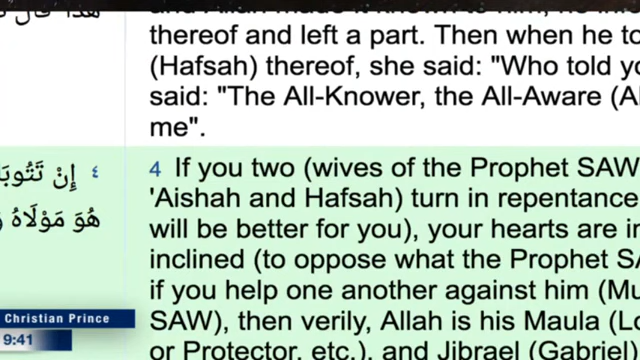 هذا قال
thereof and left a part. Then when he to
(Hafsah) thereof, she said: "Who told yo
said: "The All-Knower, the All-Aware (Al
me".
٤ إِنْ تَتُوبَا
هُوَ مَوْلَاهُ وَ
4 If you two (wives of the Prophet SAW
'Aishah and Hafsah) turn in repentance
will be better for you), your hearts are in
inclined (to oppose what the Prophet SA
if you help one another against him (Mu
SAW), then verily, Allah is his Maula (Lo
or Protector, etc.), and Jibrael (Gabriel)
Christian Prince
9:41